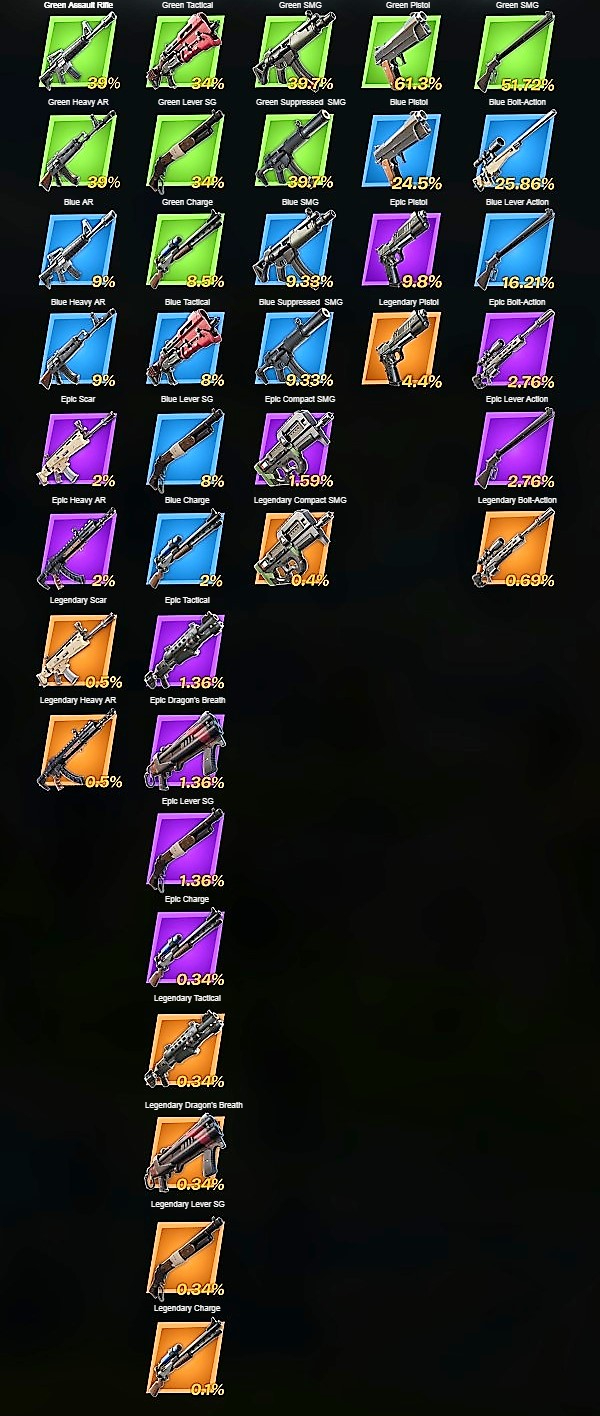 Green Assault Rifle
39%
Green Tactical
34%
Green SMG
39.7%
Green Pistol
61.3%
Green SMG
51.72%
Green Heavy AR
39%
Green Lever SG
34%
Green Suppressed SMG
39.7%
Blue Pistol
24.5%
Blue Bolt-Action
25.86%
Blue AR
9%
Green Charge
8.5%
Blue SMG
9.33%
Epic Pistol
9.8%
Blue Lever Action
16.21%
Blue Heavy AR
9%
Blue Tactical
8%
Blue Suppressed SMG
9.33%
Legendary Pistol
4.4%
Epic Bolt-Action
2.76%
Epic Scar
2%
Blue Lever SG
8%
Epic Compact SMG
1.59%
Epic Lever Action
2.76%
Epic Heavy AR
2%
Blue Charge
2%
Legendary Compact SMG
0.4%
Legendary Bolt-Action
0.69%
Legendary Scar
0.5%
Epic Tactical
1.36%
Legendary Heavy AR
0.5%
Epic Dragon's Breath
1.36%
Epic Lever SG
1.36%
Epic Charge
0.34%
Legendary Tactical
0.34%
Legendary Dragon's Breath
0.34%
Legendary Lever SG
0.34%
Legendary Charge
0.1%